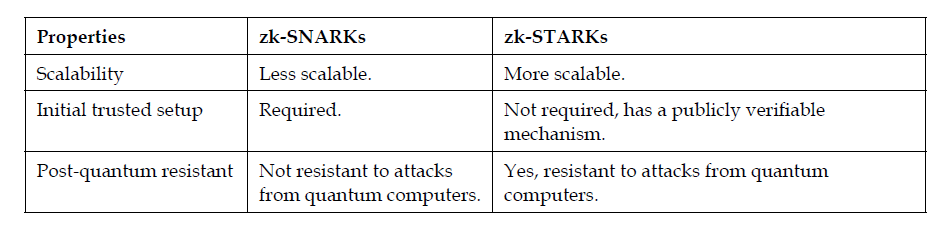 Properties zk-SNARKs zk-STARKs
Scalability Less scalable. More scalable.
Initial trusted setup Required. Not required, has a publicly verifiable
mechanism.
Post-quantum resistant Not resistant to attacks Yes, resistant to attacks from quantum
from quantum computers. computers.